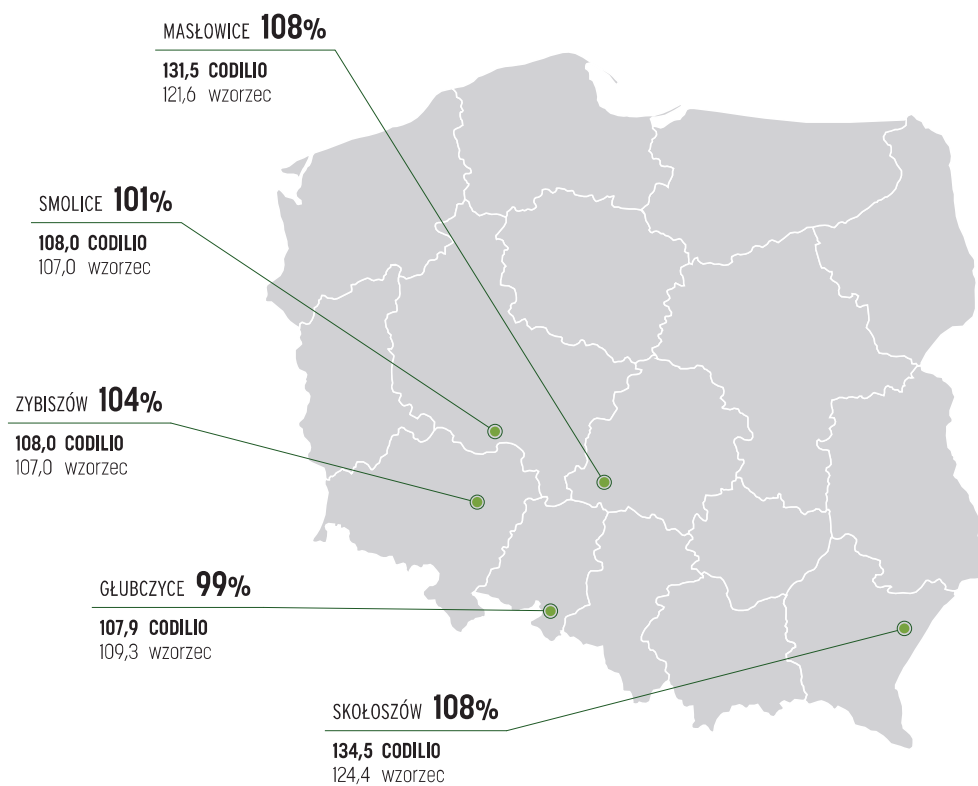 MASŁOWICE 108%
131,5 CODILIO
121,6 wzorzec
SMOLICE 101%
108,0 CODILIO
107,0 wzorzec
ZYBISZÓW 104%
108,0 CODILIO
107,0 wzorzec
GŁUBCZYCE 99%
107,9 CODILIO
109,3 wzorzec
SKOŁOSZÓW 108%
134,5 CODILIO
124,4 wzorzec